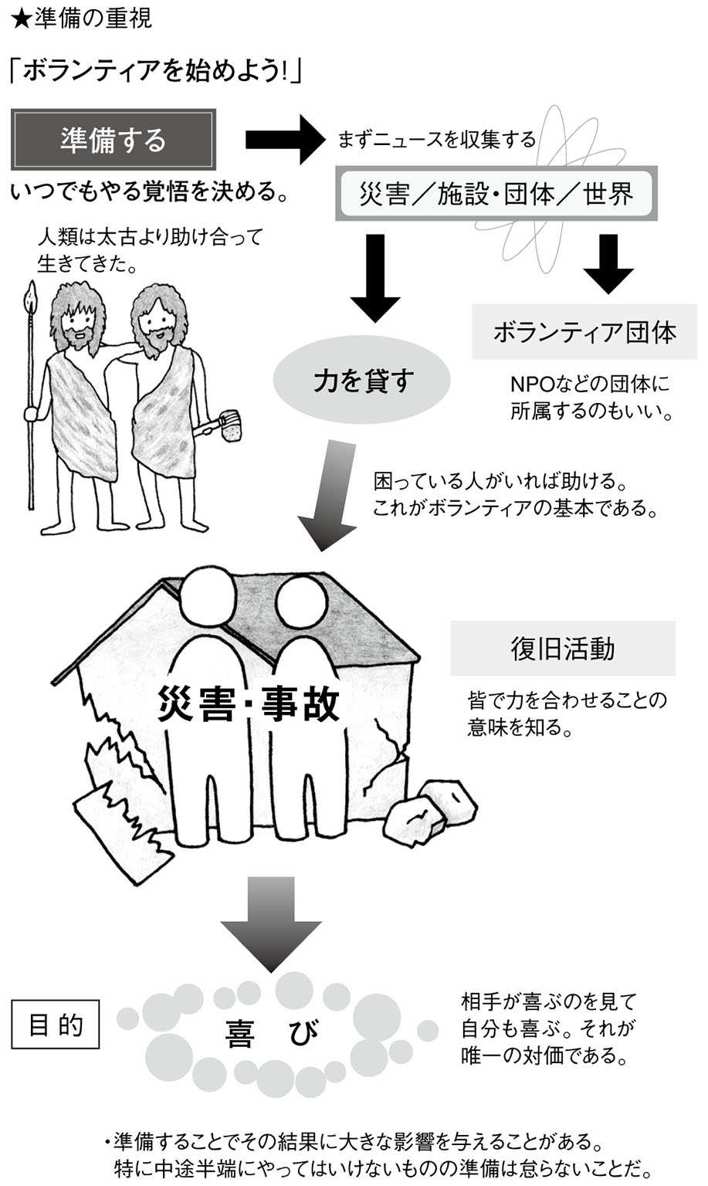 ★準備の重視
「ボランティアを始めよう!」
準備する
まずニュースを収集する
いつでもやる覚悟を決める。
災害／施設・団体／世界
人類は太古より助け合って
生きてきた。
力を貸す
ボランティア団体
NPOなどの団体に
所属するのもいい。
困っている人がいれば助ける。
これがボランティアの基本である。
災害・事故
復旧活動
皆で力を合わせることの
意味を知る。
目的
喜び
相手が喜ぶのを見て
自分も喜ぶ。それが
唯一の対価である。
・準備することでその結果に大きな影響を与えることがある。
特に中途半端にやってはいけないものの準備は怠らないことだ。